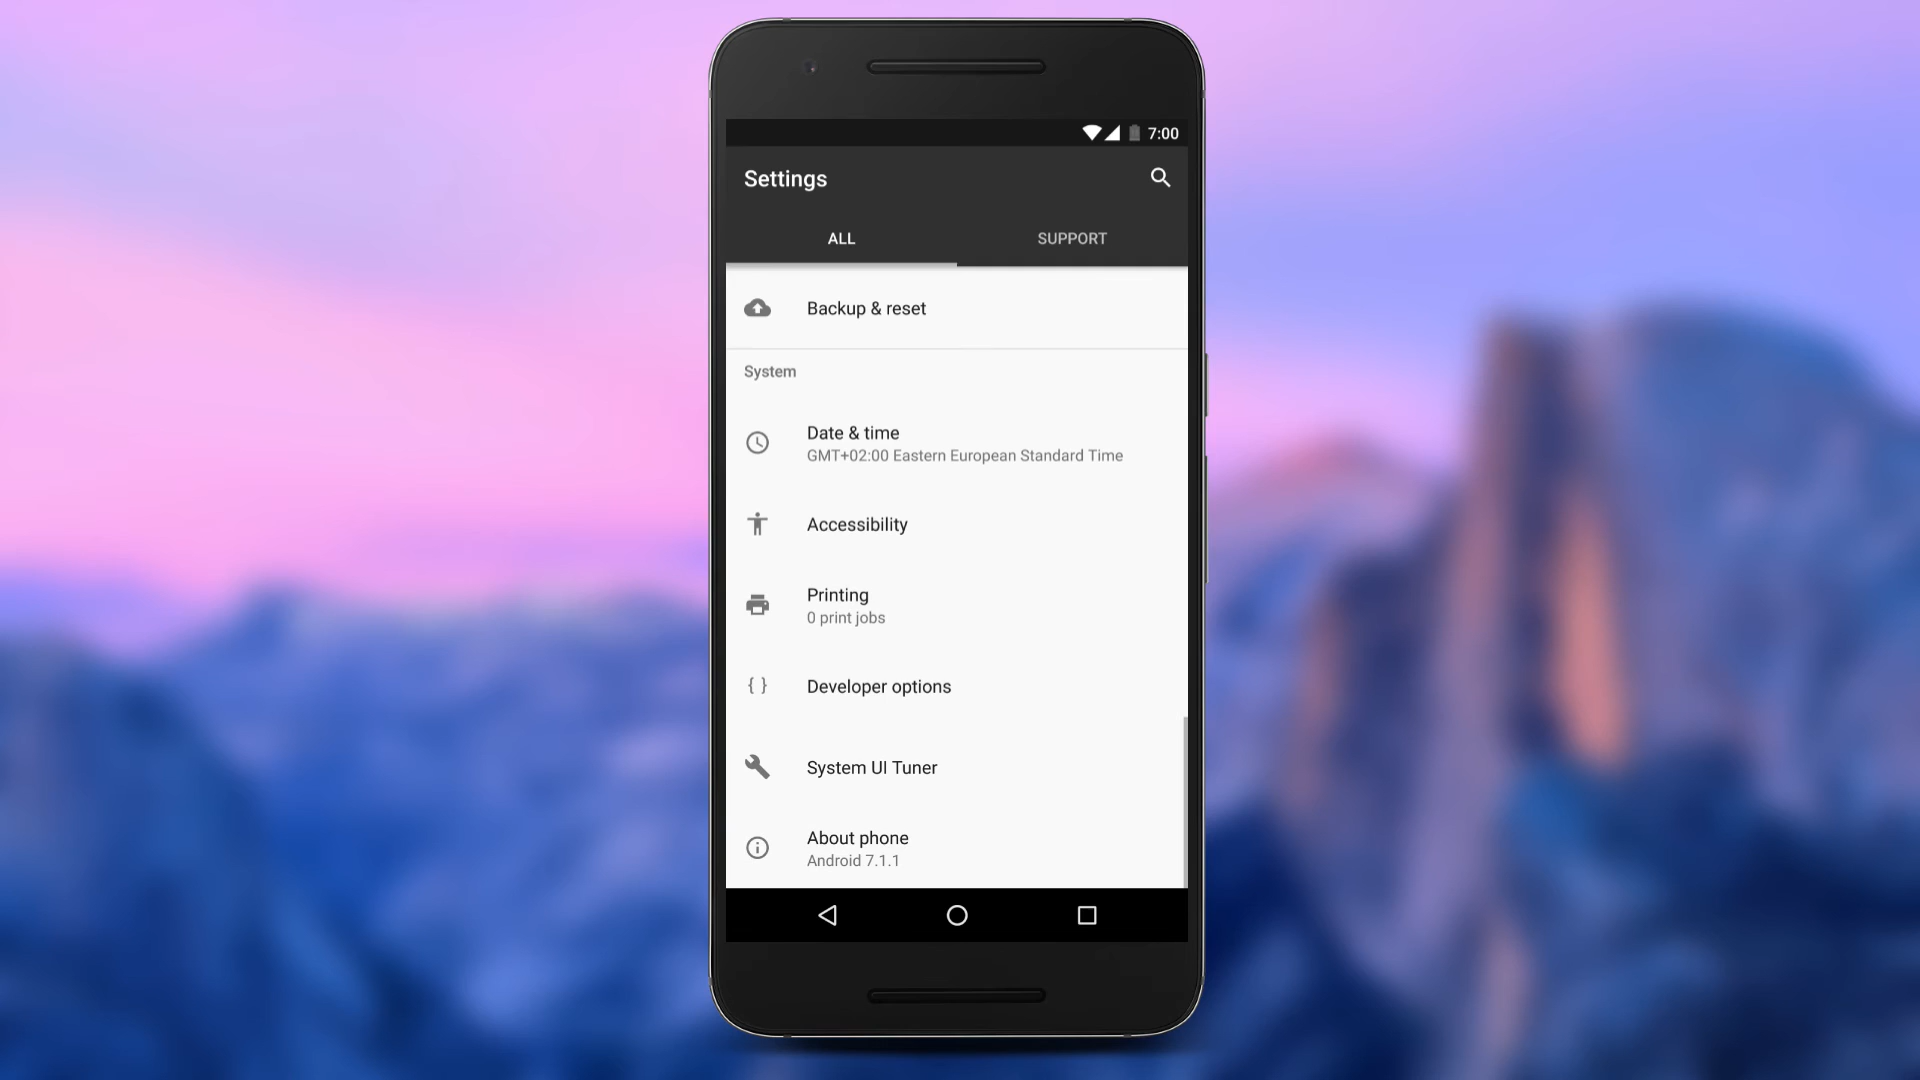 7:00
Settings
ALL
SUPPORT
Backup & reset
System
Date & time
GMT+02:00 Eastern European Standard Time
Accessibility
Printing
0 print jobs
{ }
Developer options
System UI Tuner
About phone
Android 7.1.1